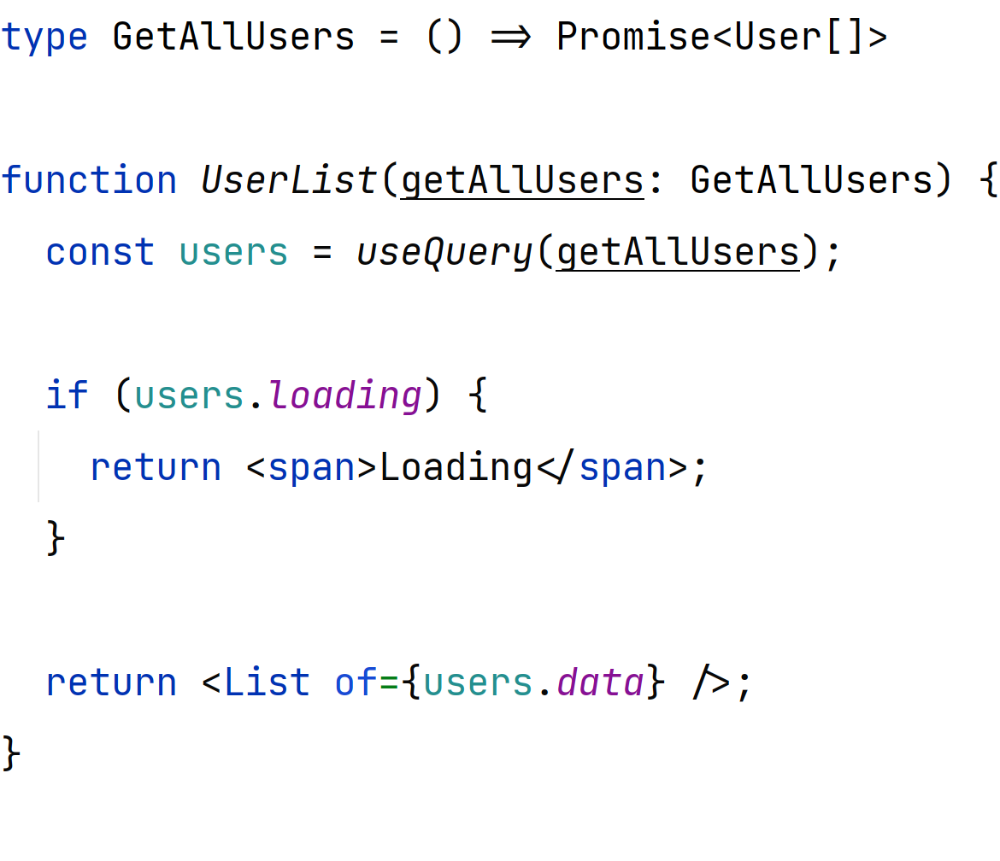 type GetAllUsers = () => Promise<User[]>
function UserList(getAllUsers: GetAllUsers) {
const users = useQuery(getAllUsers);
if (users.loading) {
return <span>Loading</span>;
}
return <List of={users.data} />;
}